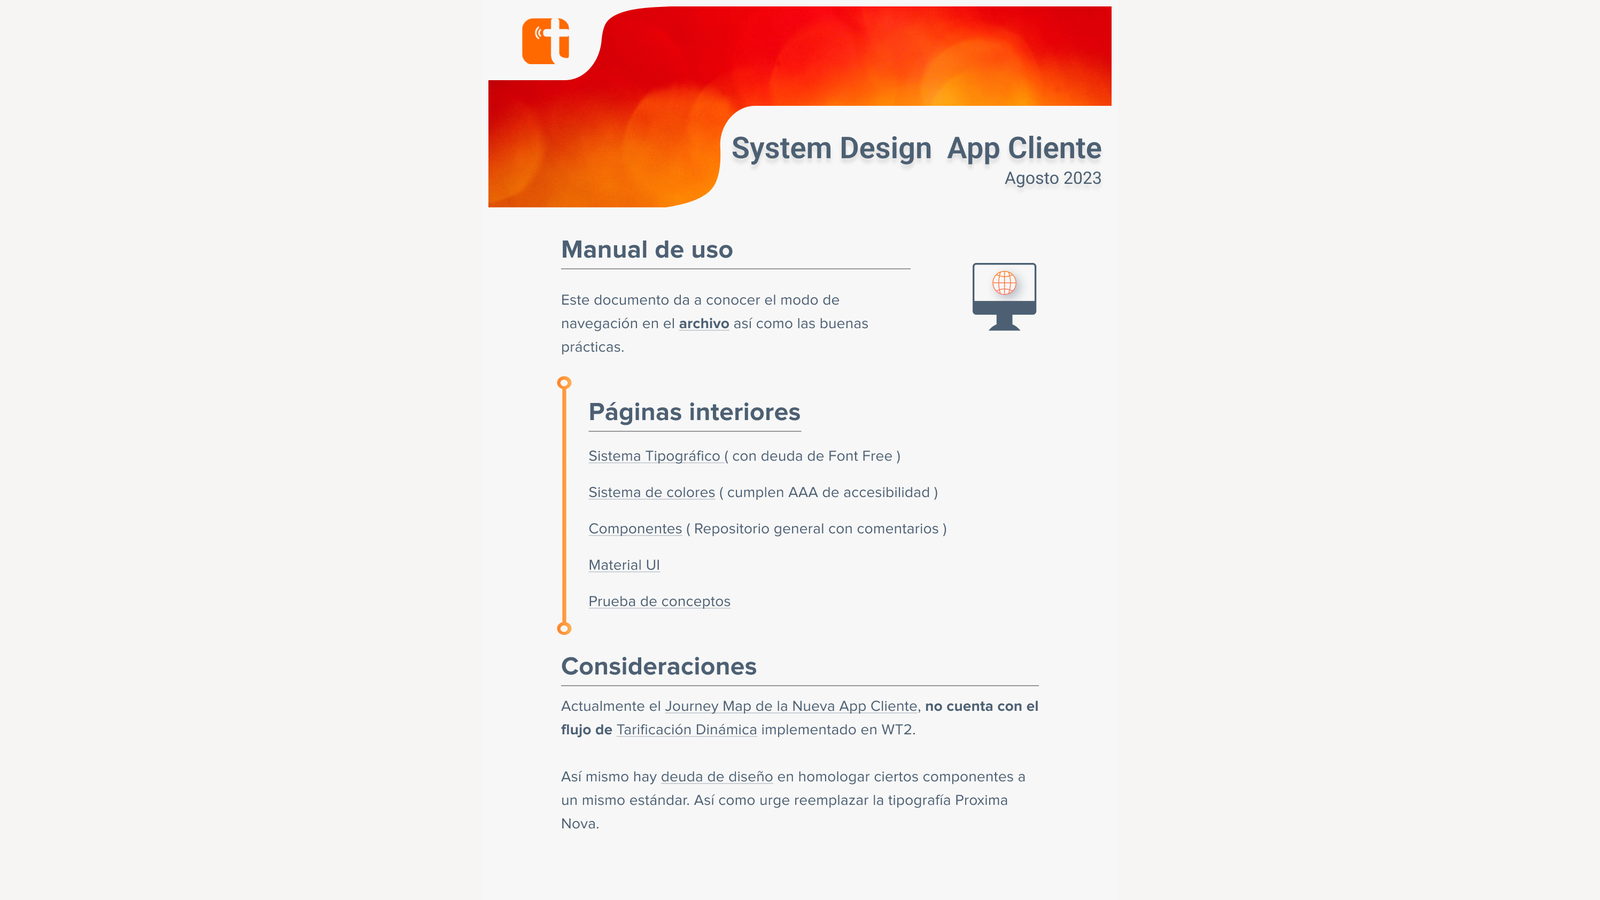 System Design  App Cliente
Agosto 2023
Manual de uso
Este documento da a conocer el modo de
navegación en el archivo así como las buenas
prácticas.
Páginas interiores
Sistema Tipográfico ( con deuda de Font Free )
Sistema de colores ( cumplen AAA de accesibilidad )
Componentes ( Repositorio general con comentarios )
Material UI
Prueba de conceptos
Consideraciones
Actualmente el Journey Map de la Nueva App Cliente, no cuenta con el
flujo de Tarificación Dinámica implementado en WT2.
Así mismo hay deuda de diseño en homologar ciertos componentes a
un mismo estándar. Así como urge reemplazar la tipografía Proxima
Nova.